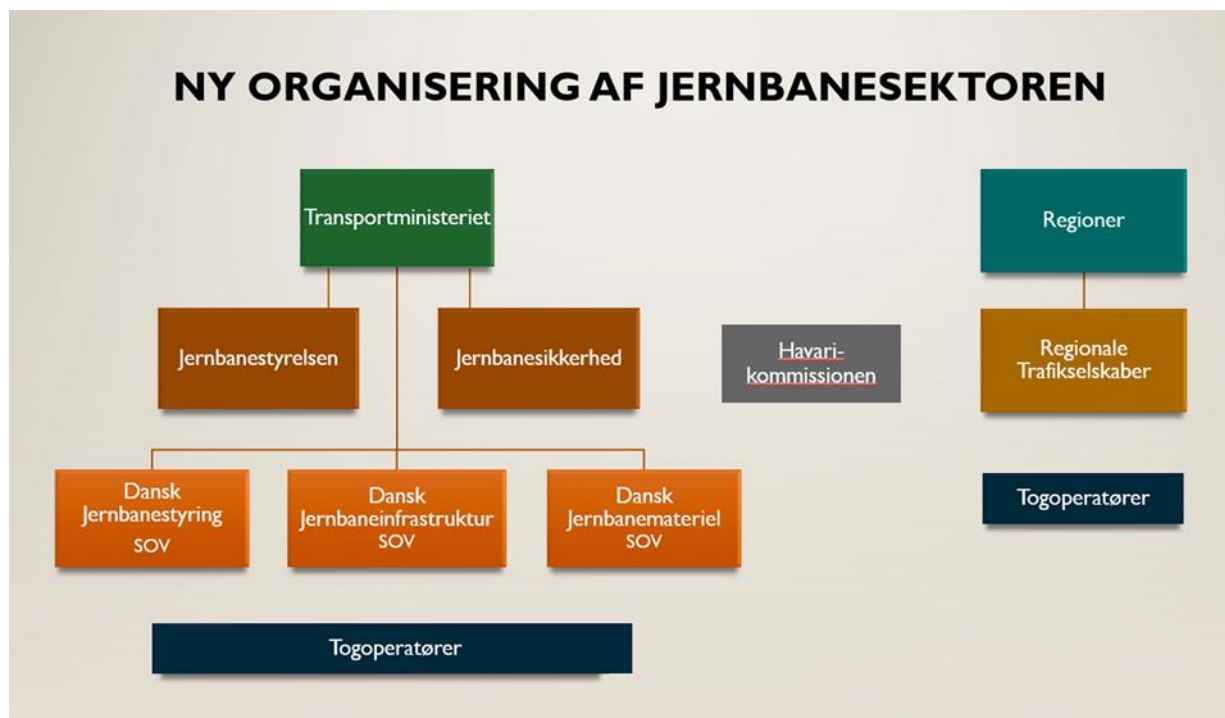 NY ORGANISERING AF JERNBANESEKTOREN
Transportministeriet
Regioner
Jernbanestyrelsen
Jernbanesikkerhed
Havari-
kommissionen
Regionale
Trafikselskaber
Dansk
Jernbanestyring
SOV
Dansk
Jernbaneinfrastruktur
SOV
Dansk
Jernbanemateriel
SOV
Togoperatører
Togoperatører